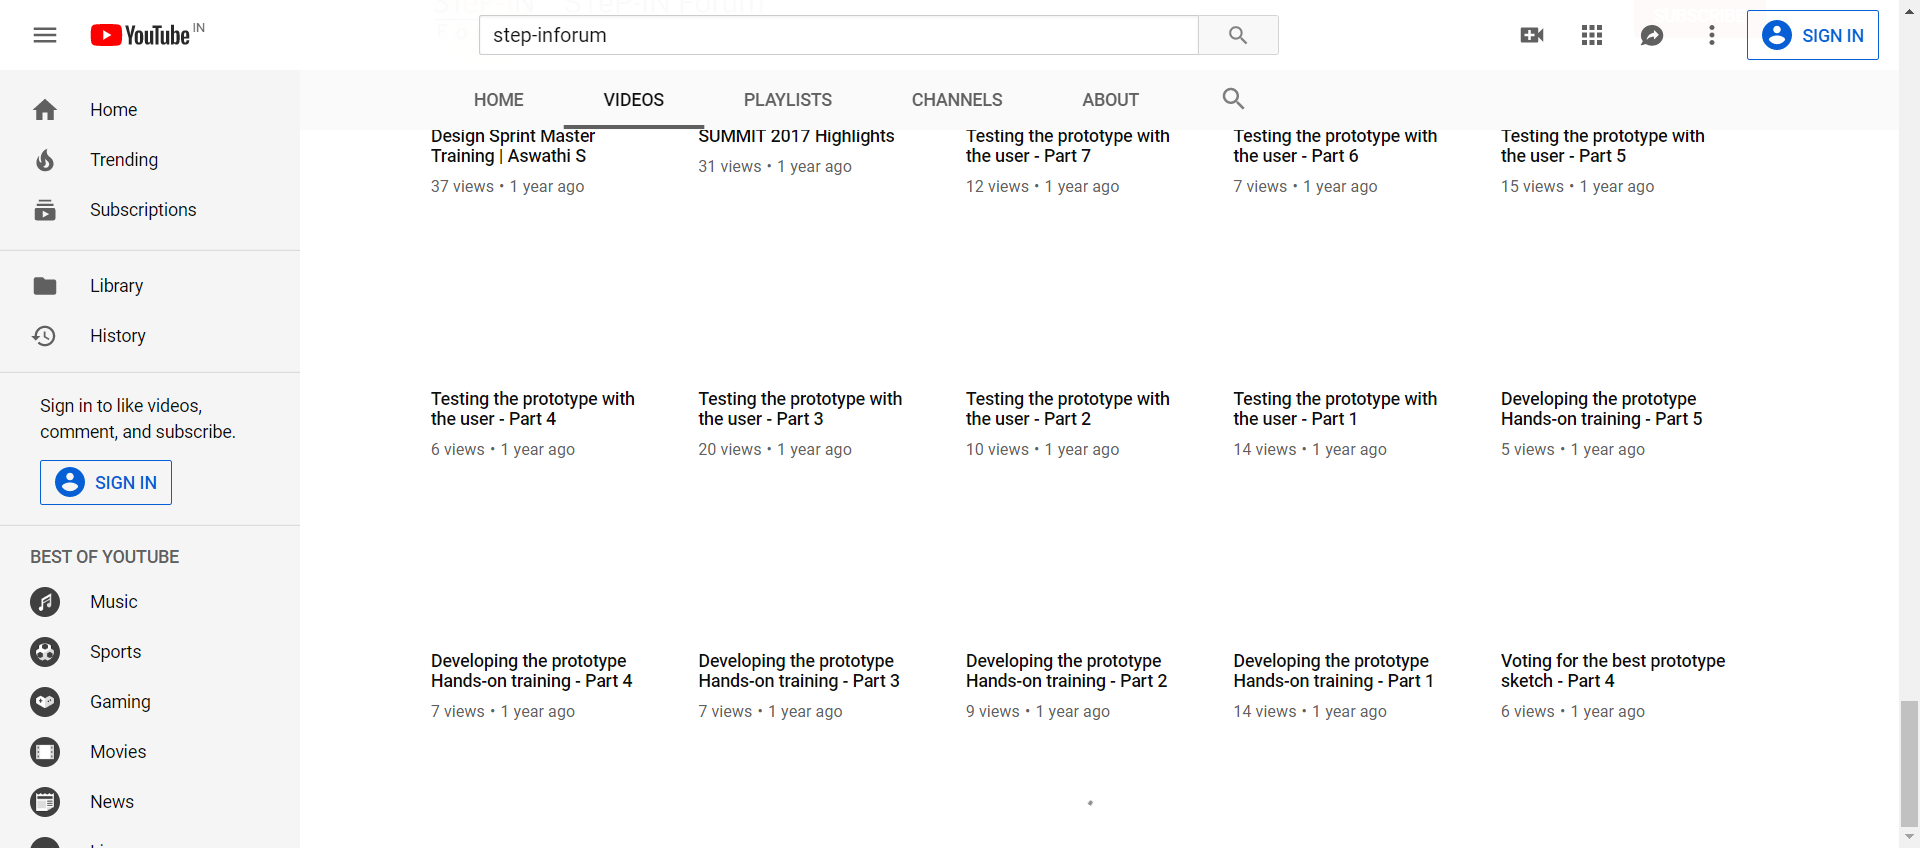 YouTube IN
step-inforum
SIGN IN
Home
Trending
Subscriptions
Library
History
Sign in to like videos,
comment, and subscribe.
SIGN IN
BEST OF YOUTUBE
Music
Sports
Gaming
Movies
News
HOME VIDEOS PLAYLISTS CHANNELS ABOUT
Design Sprint Master
Training | Aswathi S
37 views • 1 year ago
SUMMIT 2017 Highlights
31 views • 1 year ago
Testing the prototype with
the user - Part 7
12 views • 1 year ago
Testing the prototype with
the user - Part 6
7 views • 1 year ago
Testing the prototype with
the user - Part 5
15 views • 1 year ago
Testing the prototype with
the user - Part 4
6 views • 1 year ago
Testing the prototype with
the user - Part 3
20 views • 1 year ago
Testing the prototype with
the user - Part 2
10 views • 1 year ago
Testing the prototype with
the user - Part 1
14 views • 1 year ago
Developing the prototype
Hands-on training - Part 5
5 views • 1 year ago
Developing the prototype
Hands-on training - Part 4
7 views • 1 year ago
Developing the prototype
Hands-on training - Part 3
7 views • 1 year ago
Developing the prototype
Hands-on training - Part 2
9 views • 1 year ago
Developing the prototype
Hands-on training - Part 1
14 views • 1 year ago
Voting for the best prototype
sketch - Part 4
6 views • 1 year ago